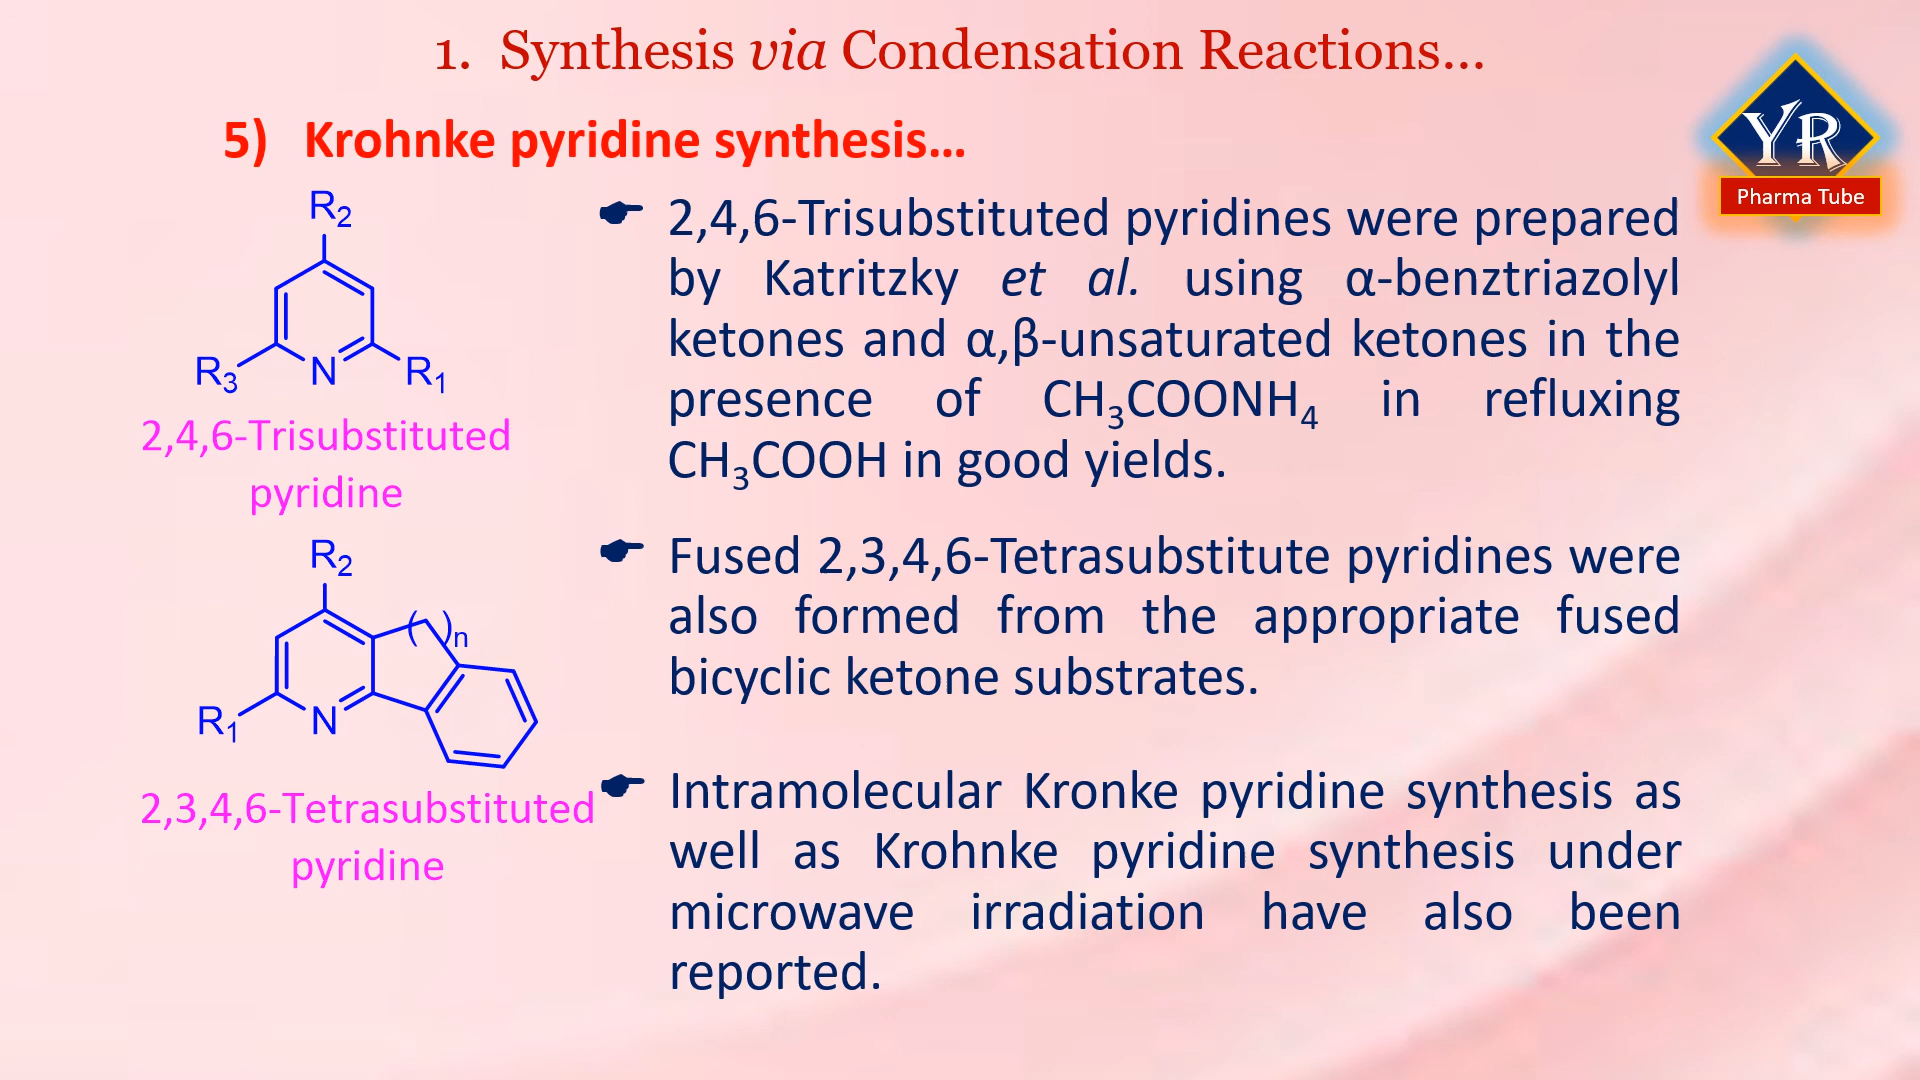 1. Synthesis via Condensation Reactions...
YR
Pharma Tube
5) Krohnke pyridine synthesis...
R2
R3 N R1
2,4,6-Trisubstituted
pyridine
2,4,6-Trisubstituted pyridines were prepared
by Katritzky et al. using α-benztriazolyl
ketones and α,β-unsaturated ketones in the
presence of CH3COONH4 in refluxing
CH3COOH in good yields.
R2
( )n
R1 N
2,3,4,6-Tetrasubstituted
pyridine
Fused 2,3,4,6-Tetrasubstitute pyridines were
also formed from the appropriate fused
bicyclic ketone substrates.
Intramolecular Kronke pyridine synthesis as
well as Krohnke pyridine synthesis under
microwave irradiation have also been
reported.